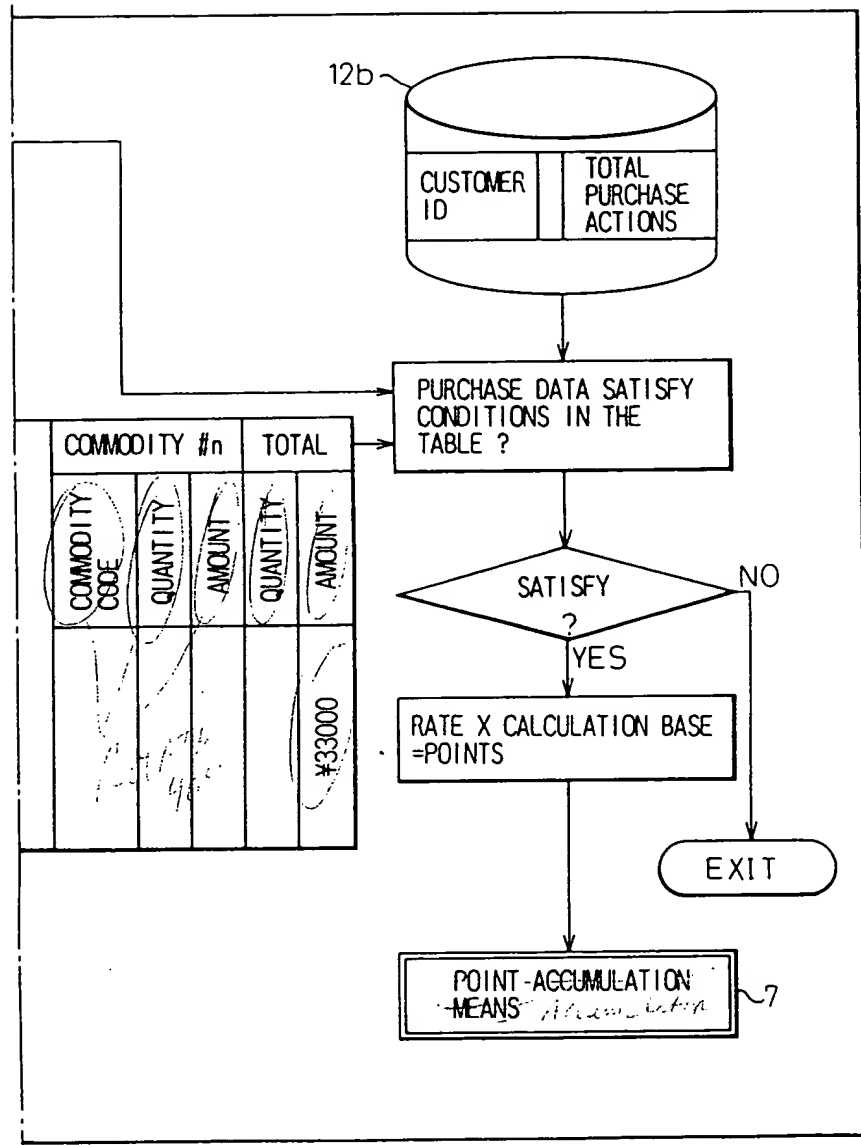 12b
CUSTOMER
ID
TOTAL
PURCHASE
ACTIONS
PURCHASE DATA SATISFY
CONDITIONS IN THE
TABLE ?
COMMODITY #n
TOTAL
COMMODITY
CODE
QUANTITY
AMOUNT
QUANTITY
AMOUNT
¥33000
SATISFY
?
NO
YES
RATE X CALCULATION BASE
=POINTS
EXIT
POINT-ACCUMULATION
MEANS
7